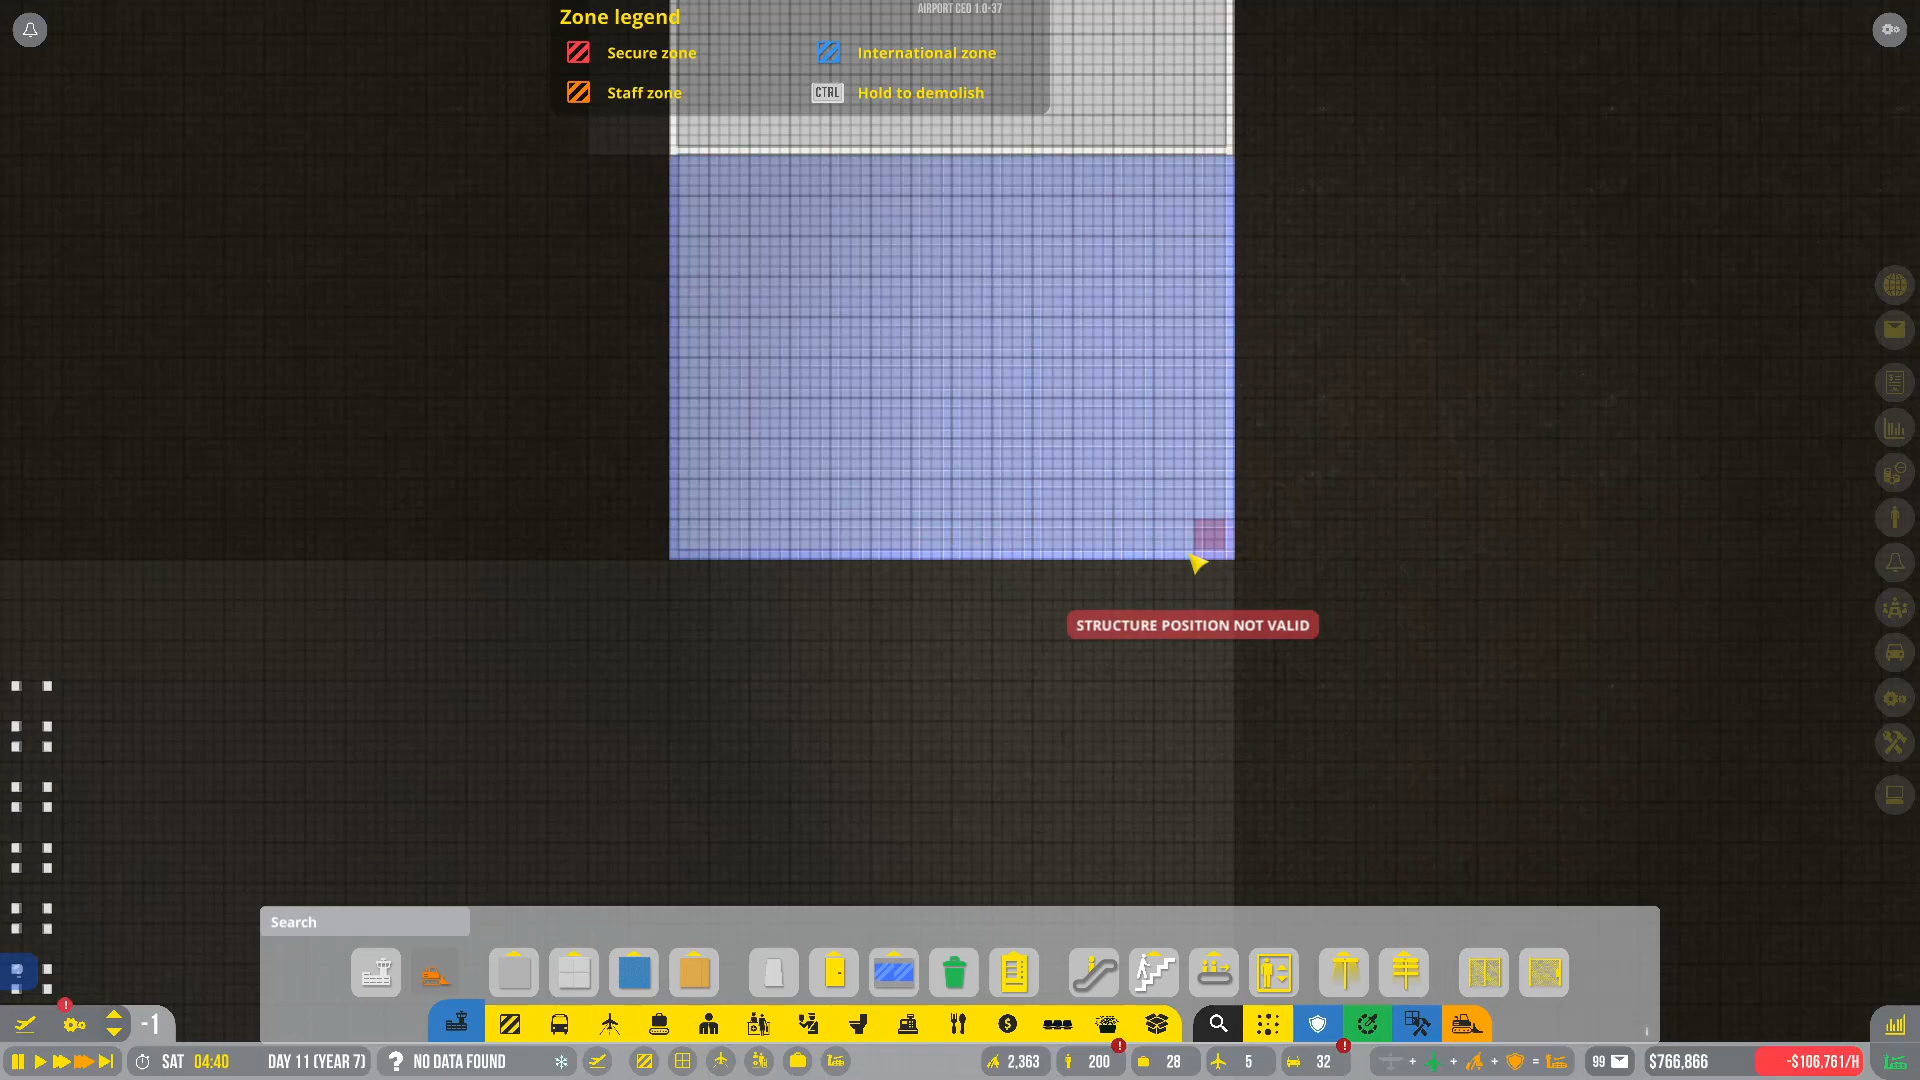 AIRPORT CEO 1.0-37
Zone legend
Secure zone
International zone
Staff zone
CTRL
Hold to demolish
STRUCTURE POSITION NOT VALID
Search
-1
SAT 04:40
DAY 11 (YEAR 7)
? NO DATA FOUND
2,363
200
28
5
32
+ + + =
99
$766,866
-$106,761/H